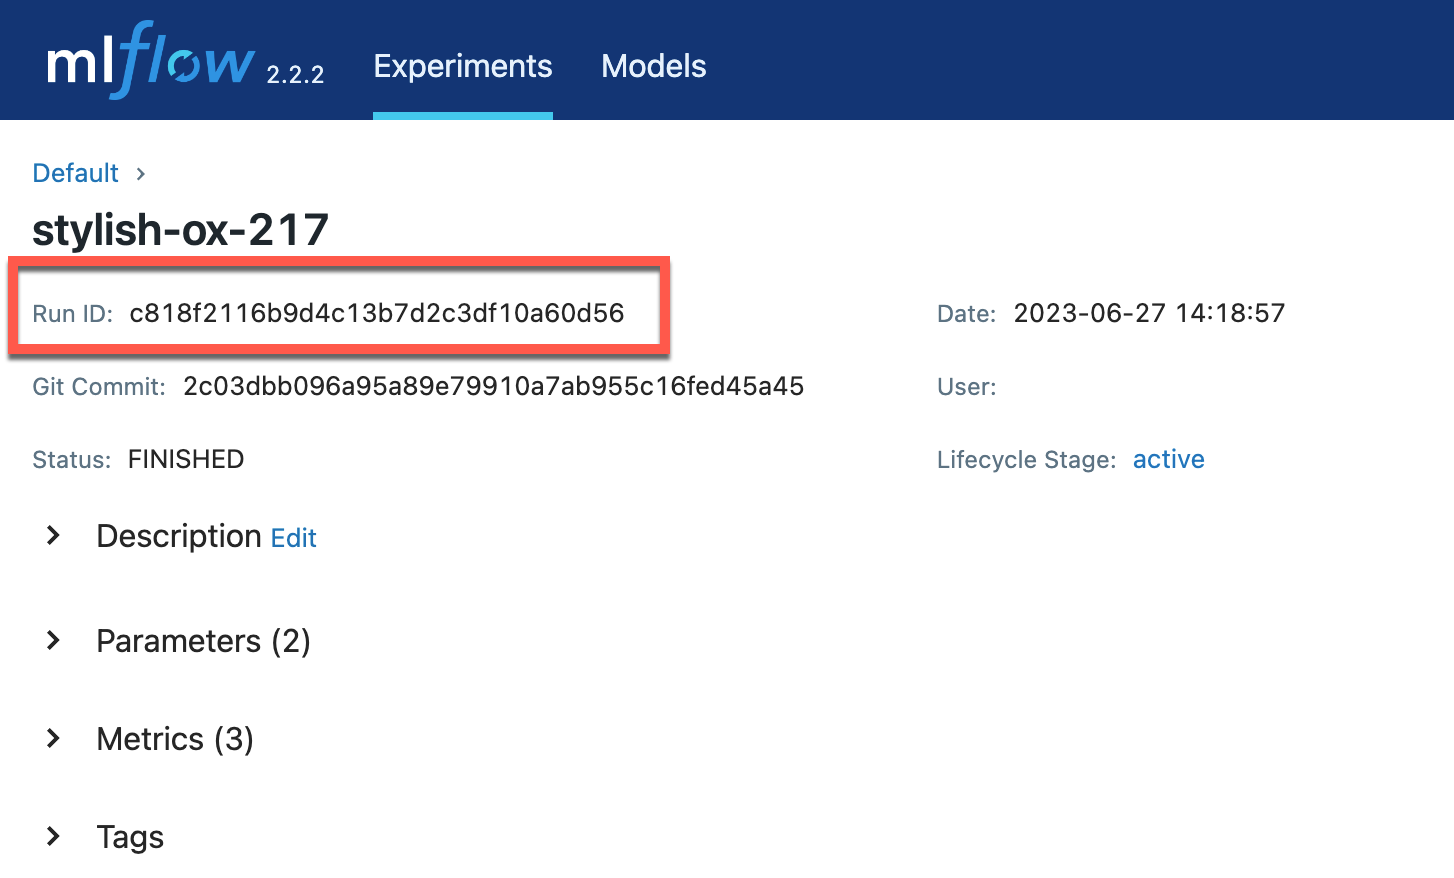 mlflow 2.2.2 Experiments Models
Default >
stylish-ox-217
Run ID: c818f2116b9d4c13b7d2c3df10a60d56 Date: 2023-06-27 14:18:57
Git Commit: 2c03dbb096a95a89e79910a7ab955c16fed45a45 User:
Status: FINISHED Lifecycle Stage: active
Description Edit
Parameters (2)
Metrics (3)
Tags